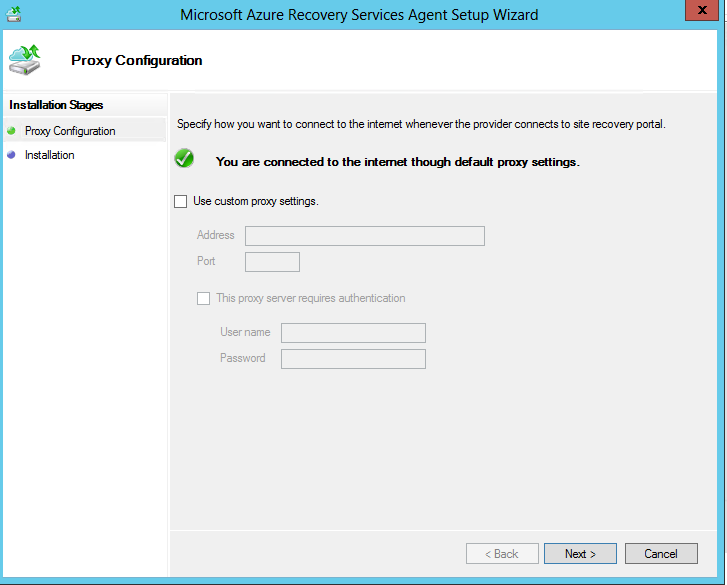 Microsoft Azure Recovery Services Agent Setup Wizard
x
Proxy Configuration
Installation Stages
Proxy Configuration
Installation
Specify how you want to connect to the internet whenever the provider connects to site recovery portal.
You are connected to the internet though default proxy settings.
Use custom proxy settings.
Address
Port
This proxy server requires authentication
User name
Password
< Back
Next >
Cancel